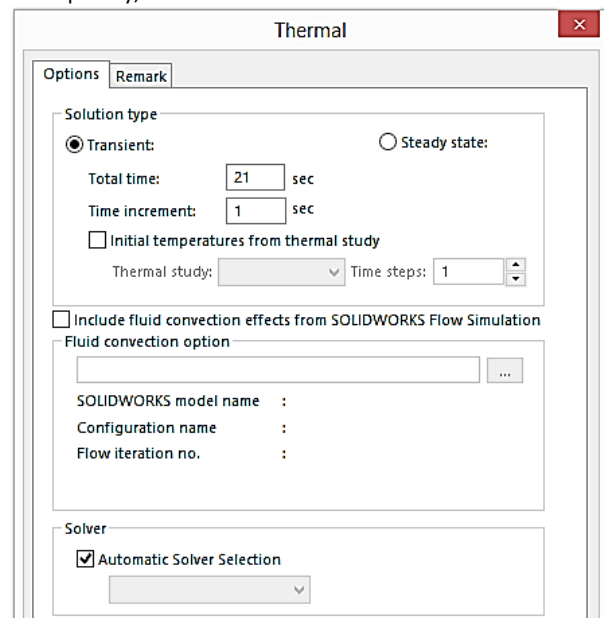 Thermal
Options Remark
Solution type
Transient: Steady state:
Total time: 21 sec
Time increment: 1 sec
Initial temperatures from thermal study
Thermal study: Time steps: 1
Include fluid convection effects from SOLIDWORKS Flow Simulation
Fluid convection option
...
SOLIDWORKS model name :
Configuration name :
Flow iteration no. :
Solver
Automatic Solver Selection